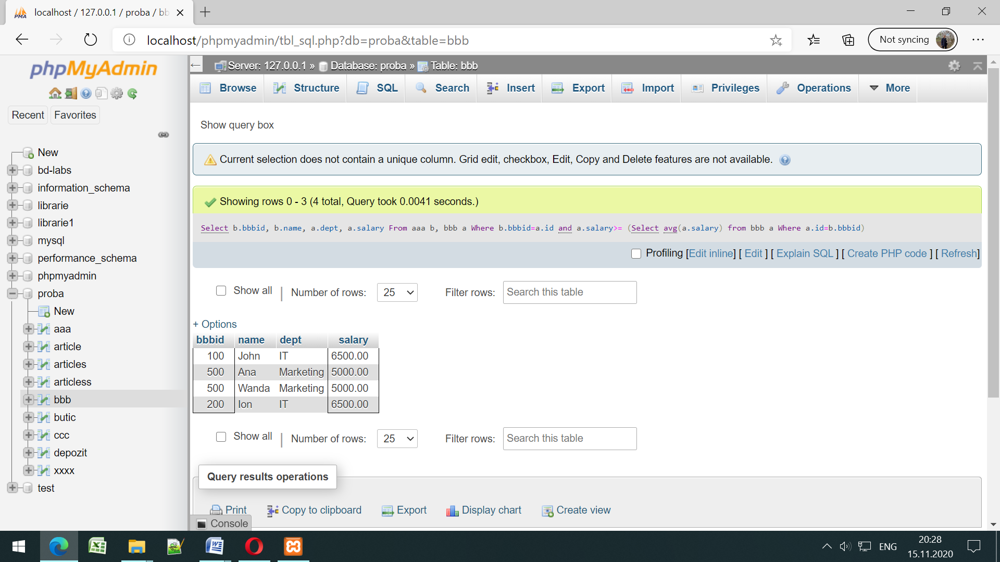 localhost / 127.0.0.1 / proba / bb
localhost/phpmyadmin/tbl_sql.php?db=proba&table=bbb
Not syncing
phpMyAdmin
Recent
Favorites
New
bd-labs
information_schema
librarie
librarie1
mysql
performance_schema
phpmyadmin
proba
New
aaa
article
articles
articless
bbb
butic
ccc
depozit
xxxx
test
Server: 127.0.0.1 » Database: proba » Table: bbb
Browse
Structure
SQL
Search
Insert
Export
Import
Privileges
Operations
More
Show query box
Current selection does not contain a unique column. Grid edit, checkbox, Edit, Copy and Delete features are not available.
Showing rows 0 - 3 (4 total, Query took 0.0041 seconds.)
Select b.bbbid, b.name, a.dept, a.salary From aaa b, bbb a Where b.bbbid=a.id and a.salary>= (Select avg(a.salary) from bbb a Where a.id=b.bbbid)
Profiling [Edit inline] [ Edit ] [ Explain SQL ] [ Create PHP code ] [ Refresh]
Show all | Number of rows: 25 Filter rows: Search this table
+ Options
bbbid name dept salary
100 John IT 6500.00
500 Ana Marketing 5000.00
500 Wanda Marketing 5000.00
200 Ion IT 6500.00
Show all | Number of rows: 25 Filter rows: Search this table
Query results operations
Print
Copy to clipboard
Export
Display chart
Create view
Console
ENG
20:28
15.11.2020